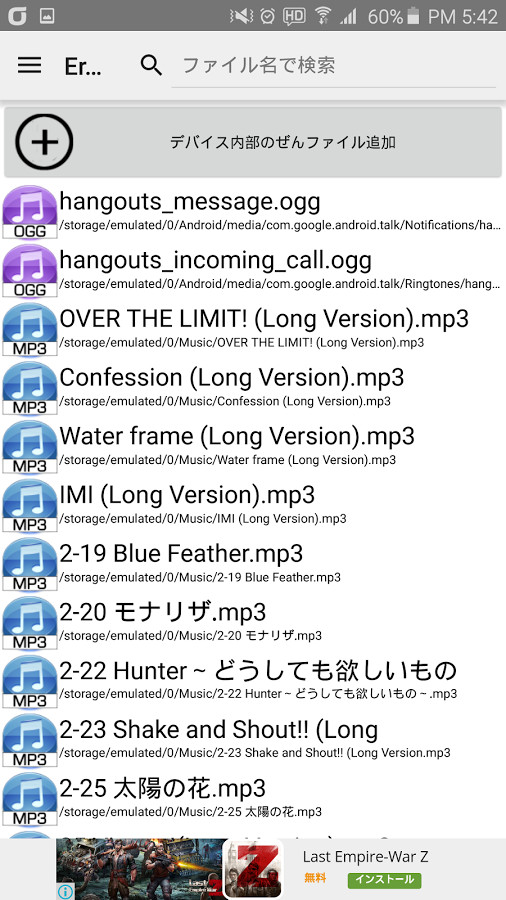 HD 60% PM 5:42
Er... ファイル名で検索
デバイス内部のぜんファイル追加
hangouts_message.ogg
OGG /storage/emulated/0/Android/media/com.google.android.talk/Notifications/ha...
hangouts_incoming_call.ogg
OGG /storage/emulated/0/Android/media/com.google.android.talk/Ringtones/hang...
OVER THE LIMIT! (Long Version).mp3
MP3 /storage/emulated/0/Music/OVER THE LIMIT! (Long Version).mp3
Confession (Long Version).mp3
MP3 /storage/emulated/0/Music/Confession (Long Version).mp3
Water frame (Long Version).mp3
MP3 /storage/emulated/0/Music/Water frame (Long Version).mp3
IMI (Long Version).mp3
MP3 /storage/emulated/0/Music/IMI (Long Version).mp3
2-19 Blue Feather.mp3
MP3 /storage/emulated/0/Music/2-19 Blue Feather.mp3
2-20 モナリザ.mp3
MP3 /storage/emulated/0/Music/2-20 モナリザ.mp3
2-22 Hunter ~ どうしても欲しいもの
MP3 /storage/emulated/0/Music/2-22 Hunter ~ どうしても欲しいもの ~ .mp3
2-23 Shake and Shout!! (Long
MP3 /storage/emulated/0/Music/2-23 Shake and Shout!! (Long Version.mp3
2-25 太陽の花.mp3
MP3 /storage/emulated/0/Music/2-25 太陽の花.mp3
Last Empire-War Z
無料 インストール